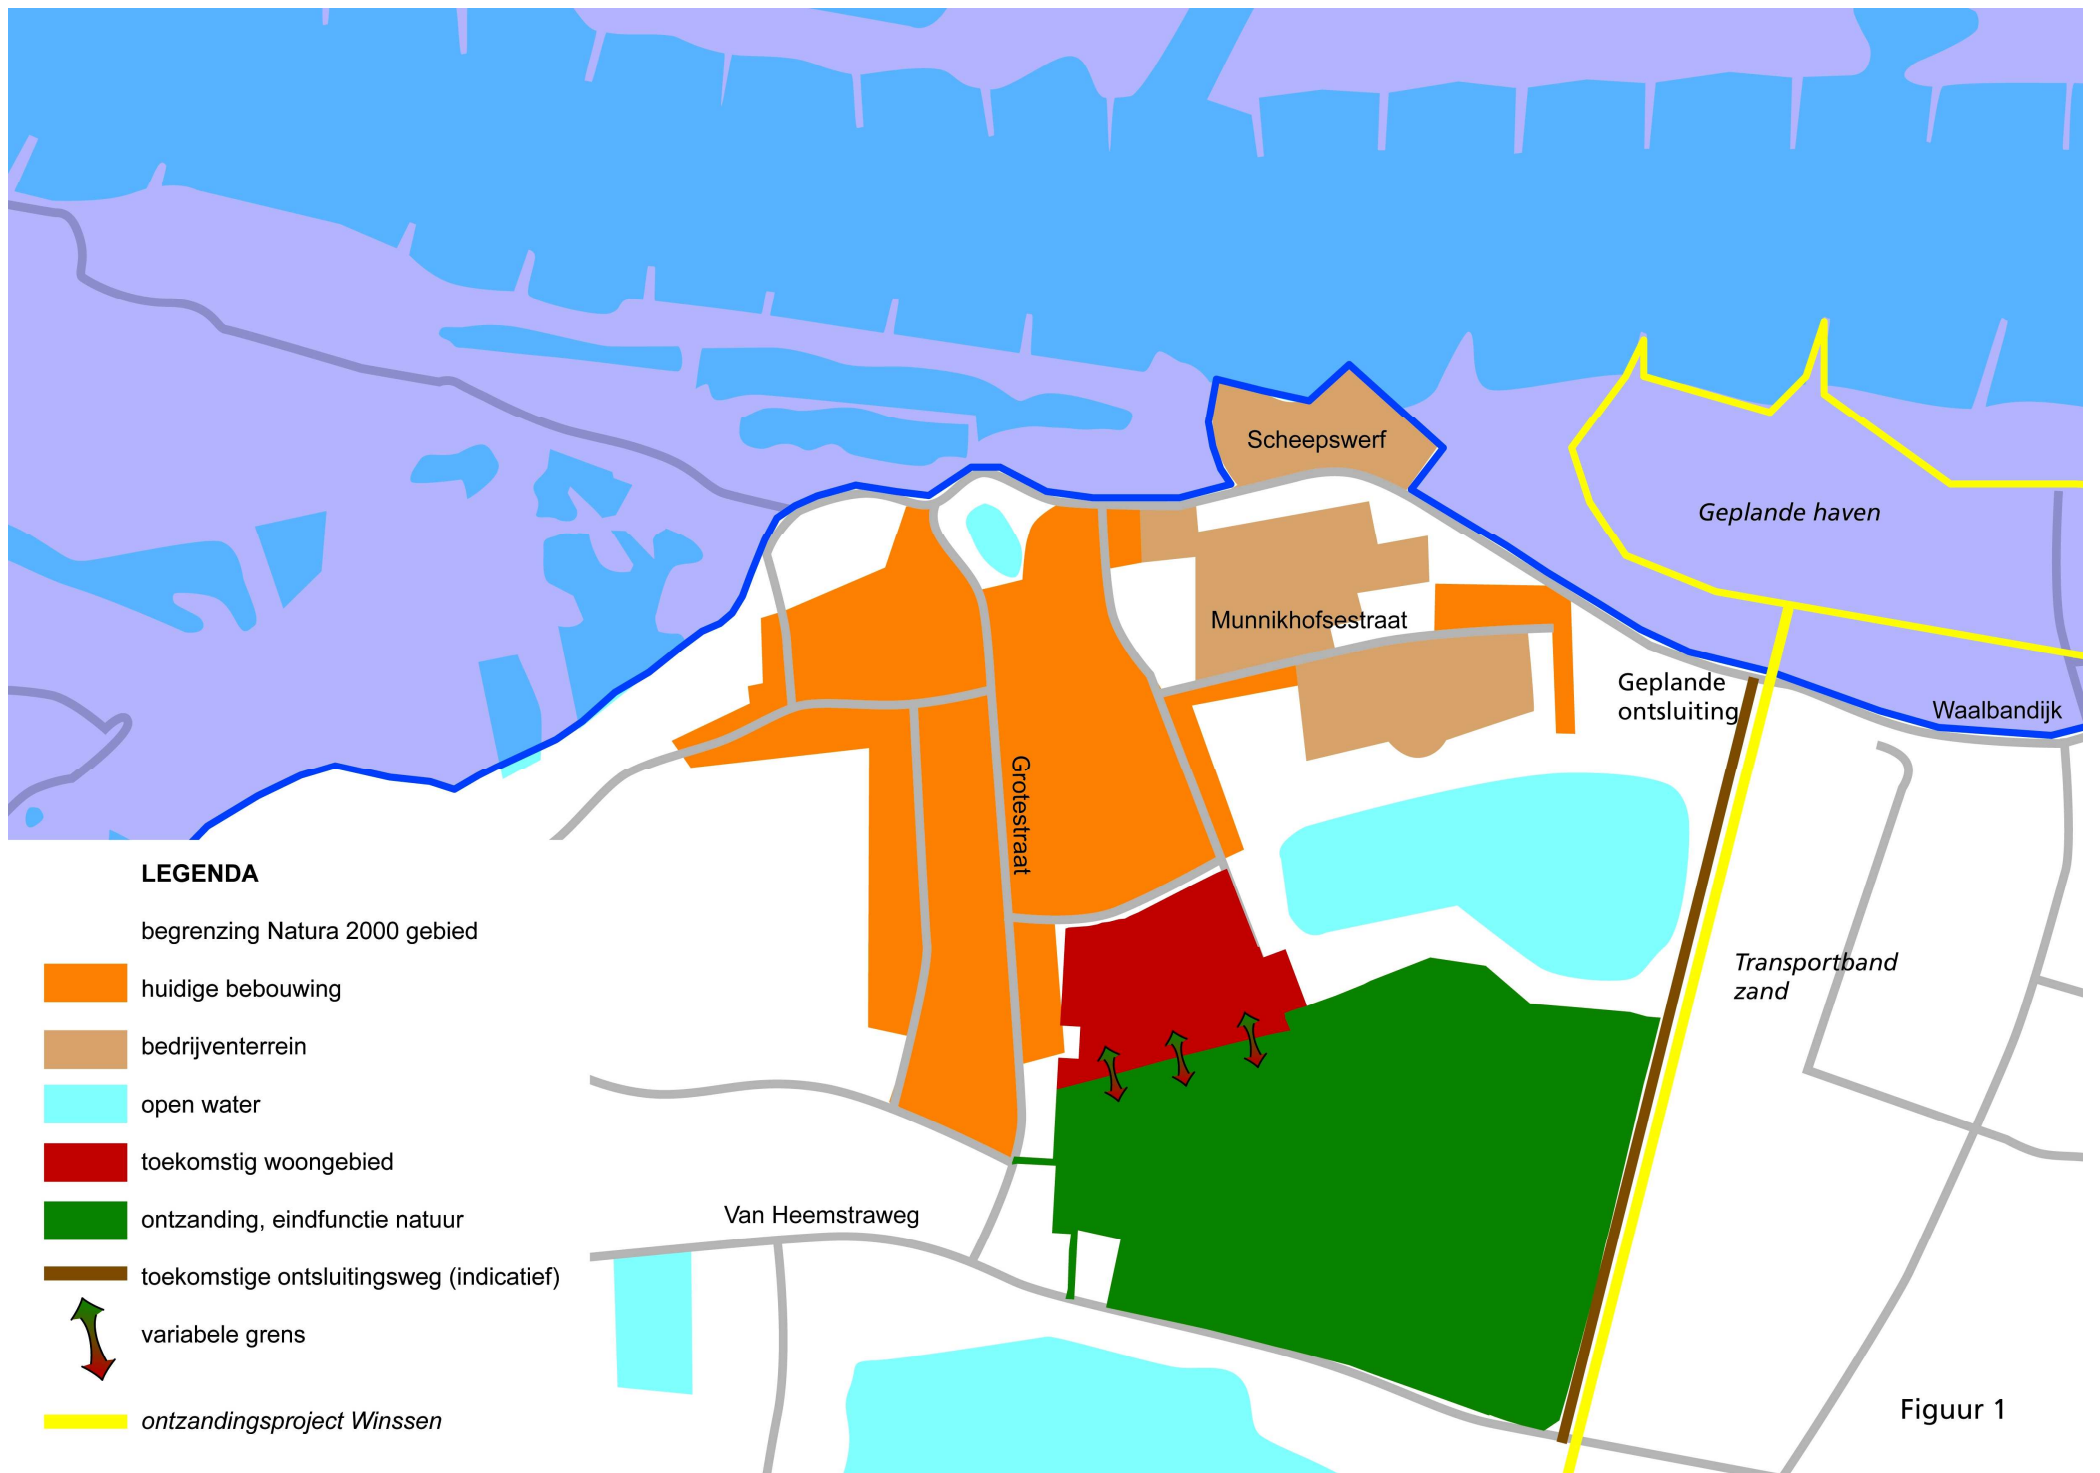 Scheepswerf
Geplande haven
Munnikhofsestraat
Geplande
ontsluiting
Waalbandijk
Grotestraat
Transportband
zand
Van Heemstraweg
LEGENDA
begrenzing Natura 2000 gebied
huidige bebouwing
bedrijventerrein
open water
toekomstig woongebied
ontzanding, eindfunctie natuur
toekomstige ontsluitingsweg (indicatief)
variabele grens
ontzandingsproject Winssen
Figuur 1